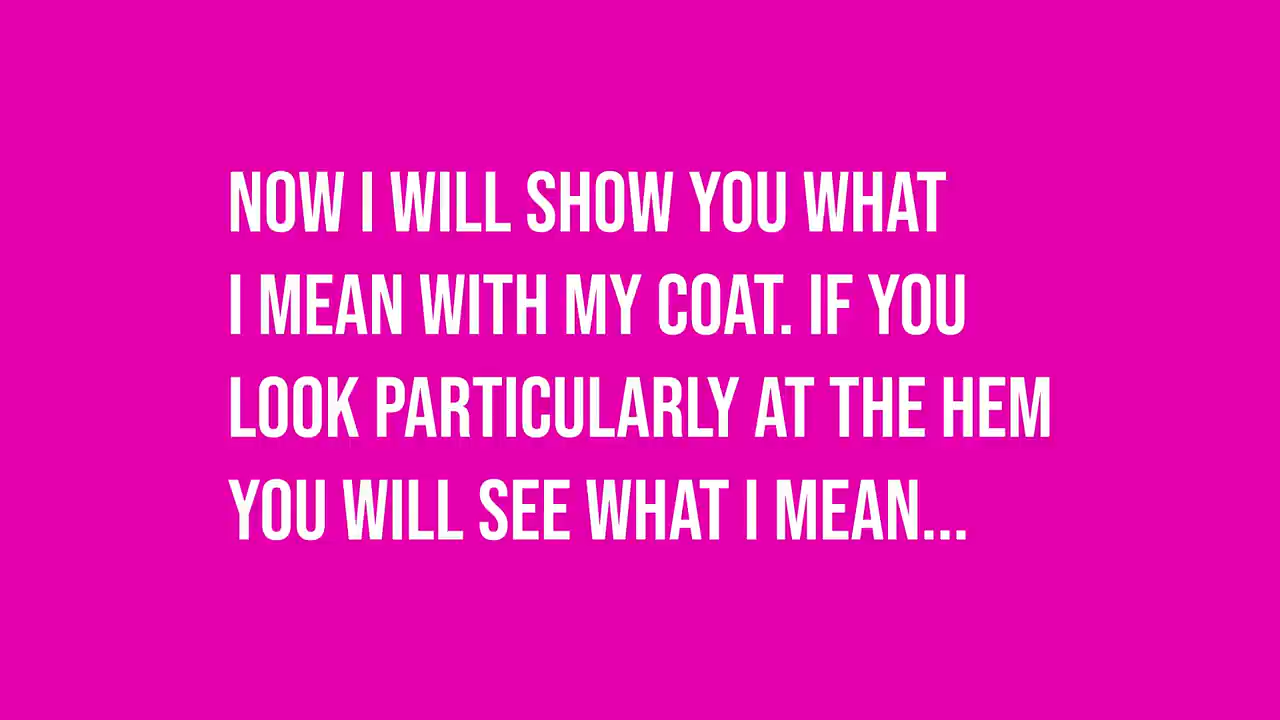 NOW I WILL SHOW YOU WHAT
I MEAN WITH MY COAT. IF YOU
LOOK PARTICULARLY AT THE HEM
YOU WILL SEE WHAT I MEAN...